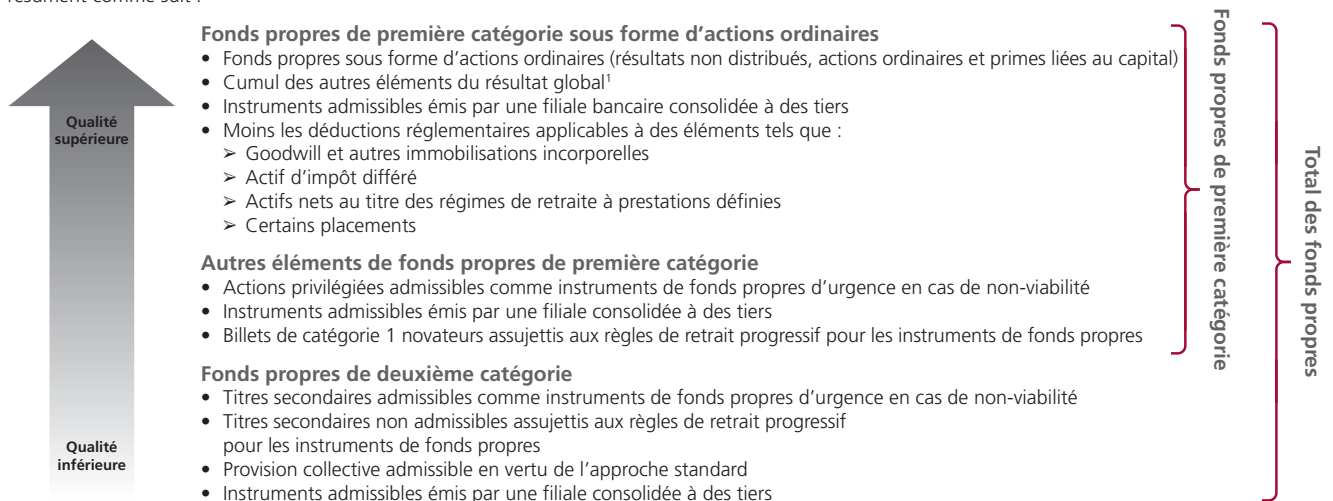 résument comme suit :
Fonds propres de première catégorie sous forme d'actions ordinaires
• Fonds propres sous forme d'actions ordinaires (résultats non distribués, actions ordinaires et primes liées au capital)
• Cumul des autres éléments du résultat global¹
• Instruments admissibles émis par une filiale bancaire consolidée à des tiers
• Moins les déductions réglementaires applicables à des éléments tels que :
➢ Goodwill et autres immobilisations incorporelles
➢ Actif d'impôt différé
➢ Actifs nets au titre des régimes de retraite à prestations définies
➢ Certains placements
Autres éléments de fonds propres de première catégorie
• Actions privilégiées admissibles comme instruments de fonds propres d'urgence en cas de non-viabilité
• Instruments admissibles émis par une filiale consolidée à des tiers
• Billets de catégorie 1 novateurs assujettis aux règles de retrait progressif pour les instruments de fonds propres
Fonds propres de deuxième catégorie
• Titres secondaires admissibles comme instruments de fonds propres d'urgence en cas de non-viabilité
• Titres secondaires non admissibles assujettis aux règles de retrait progressif
pour les instruments de fonds propres
• Provision collective admissible en vertu de l'approche standard
• Instruments admissibles émis par une filiale consolidée à des tiers
Qualité
supérieure
Qualité
inférieure
Fonds propres de première catégorie
Total des fonds propres